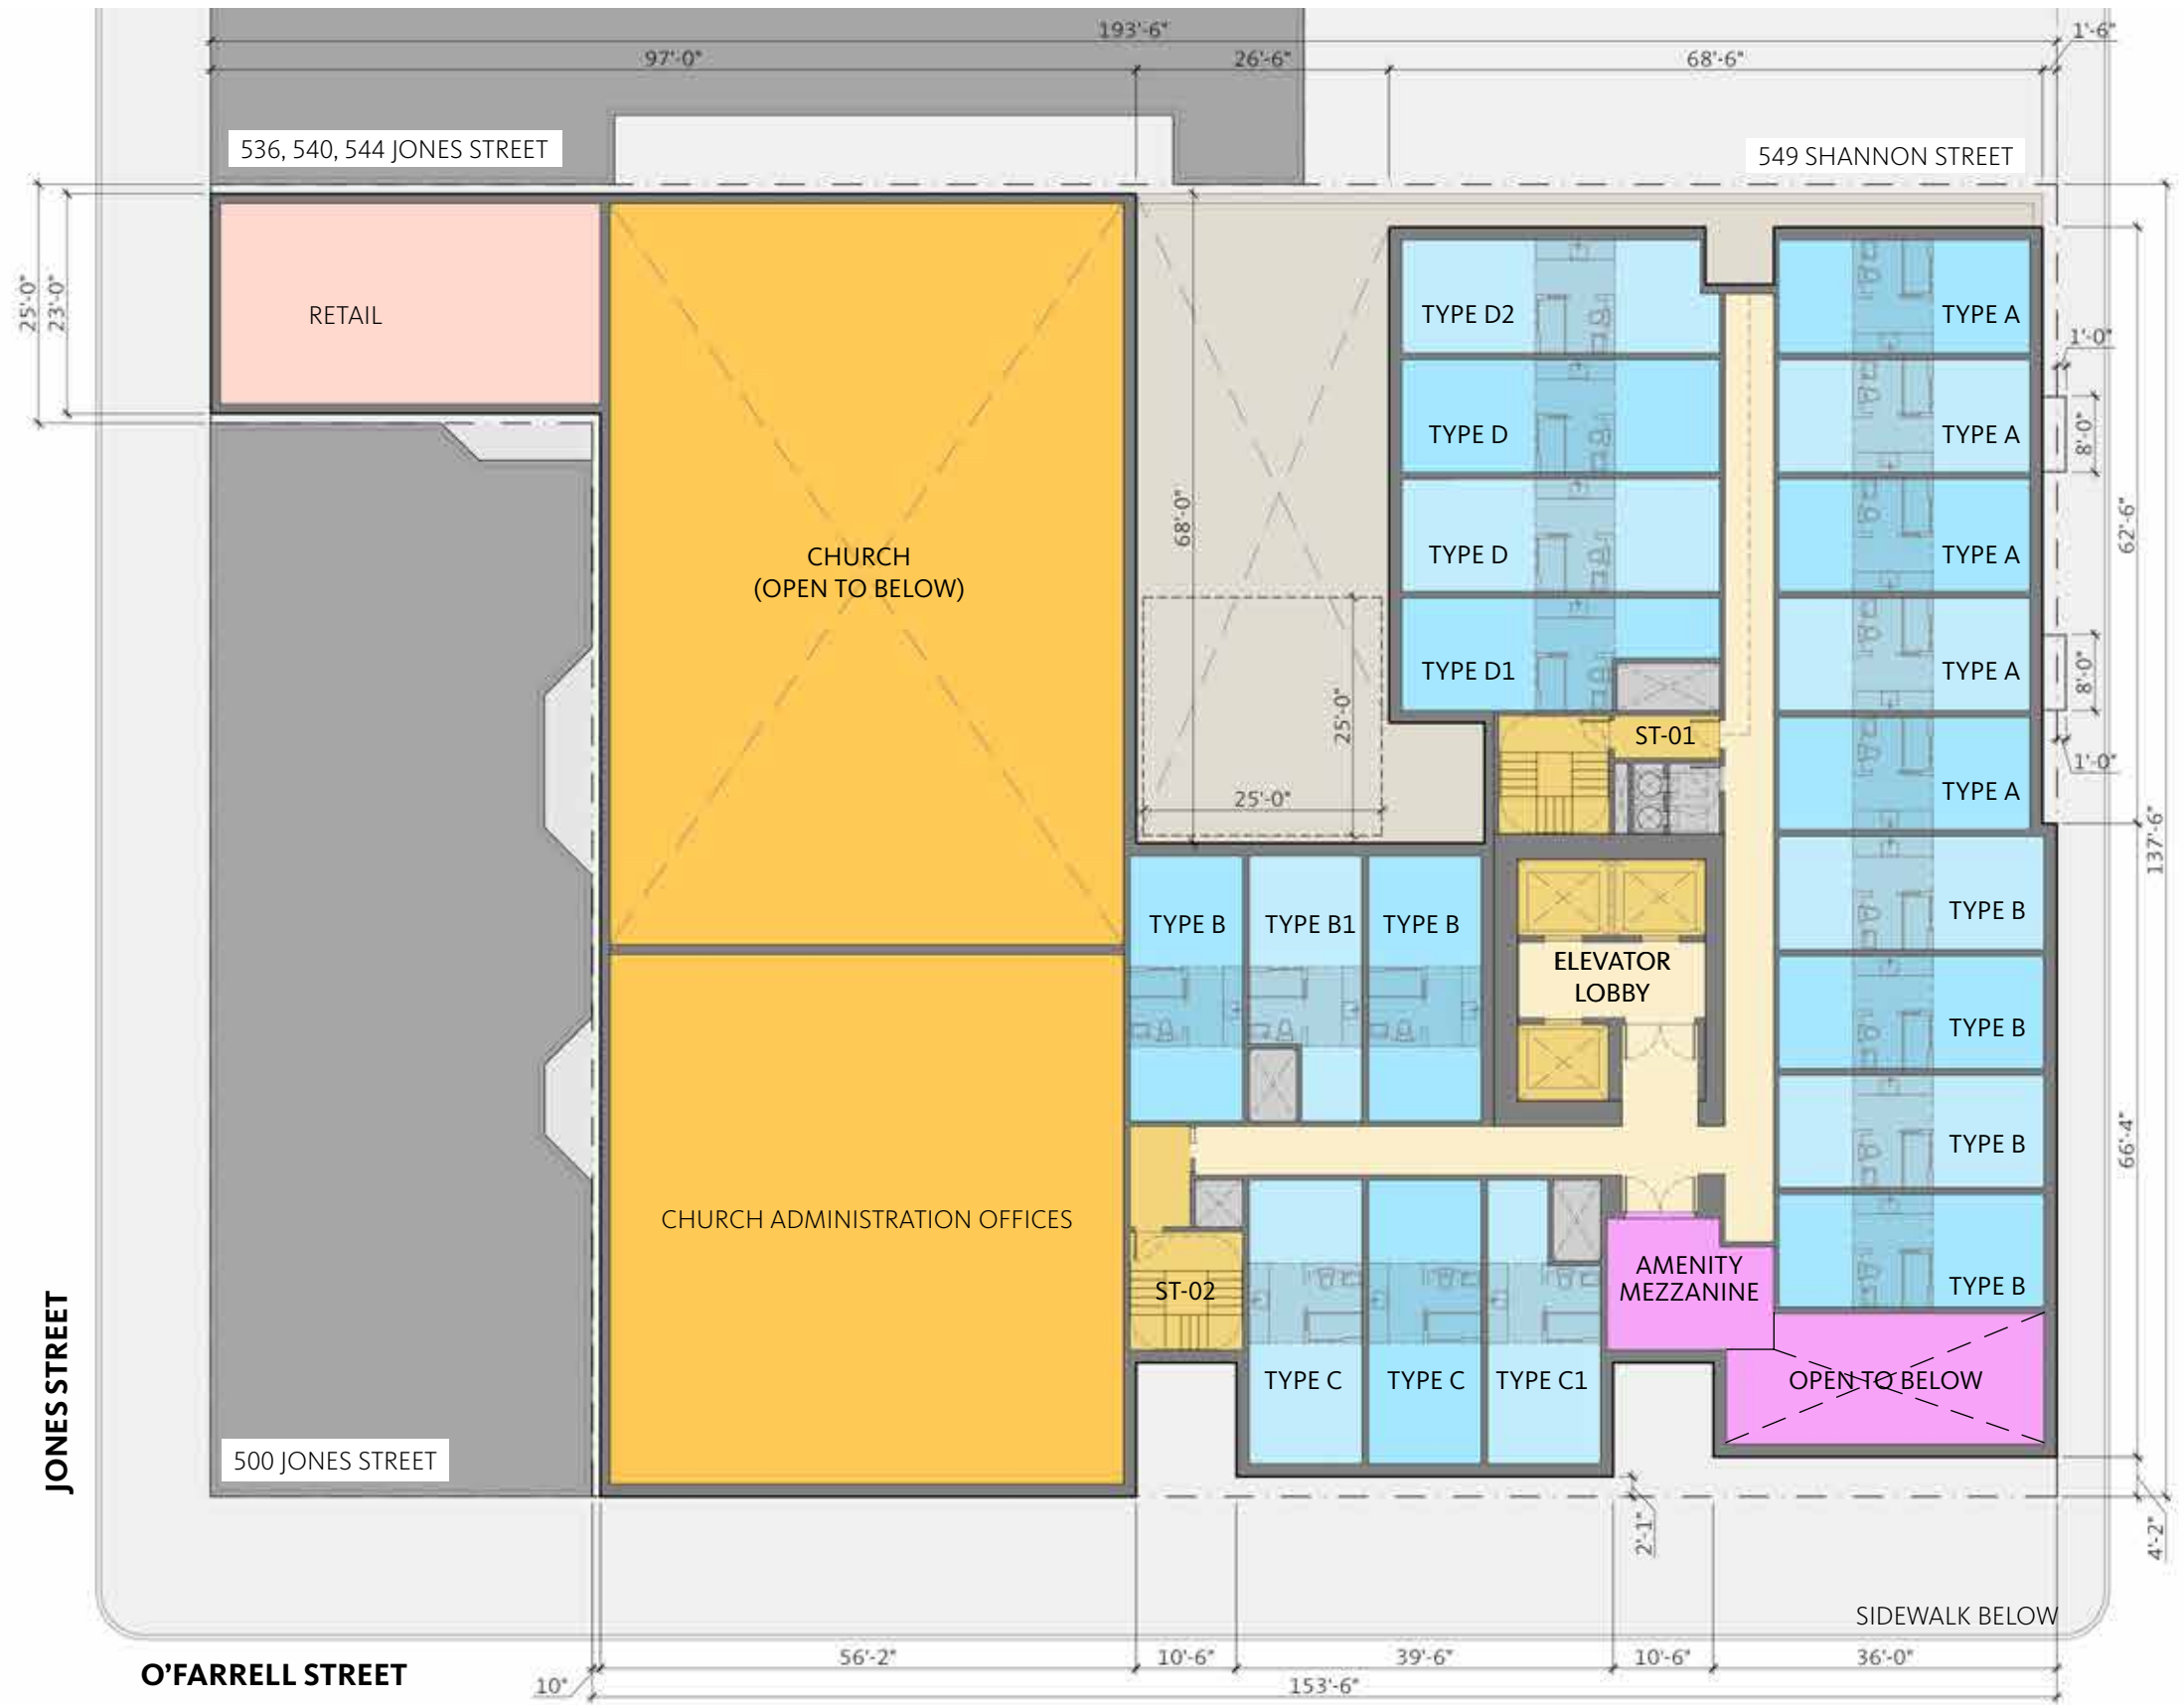 193'-6"
1'-6"
97'-0"
26'-6"
68'-6"
536, 540, 544 JONES STREET
549 SHANNON STREET
25'-0"
23'-0"
RETAIL
TYPE D2
TYPE A
1'-0"
TYPE D
TYPE A
8'-0"
68'-0"
62'-6"
CHURCH
(OPEN TO BELOW)
TYPE D
TYPE A
TYPE D1
TYPE A
8'-0"
25'-0"
ST-01
1'-0"
25'-0"
TYPE A
137'-6"
TYPE B
TYPE B1
TYPE B
TYPE B
ELEVATOR
LOBBY
TYPE B
66'-4"
TYPE B
CHURCH ADMINISTRATION OFFICES
ST-02
AMENITY
MEZZANINE
TYPE B
TYPE C
TYPE C
TYPE C1
OPEN TO BELOW
JONES STREET
500 JONES STREET
2'-1"
4'-2"
SIDEWALK BELOW
O'FARRELL STREET
56'-2"
10'-6"
39'-6"
10'-6"
36'-0"
10"
153'-6"